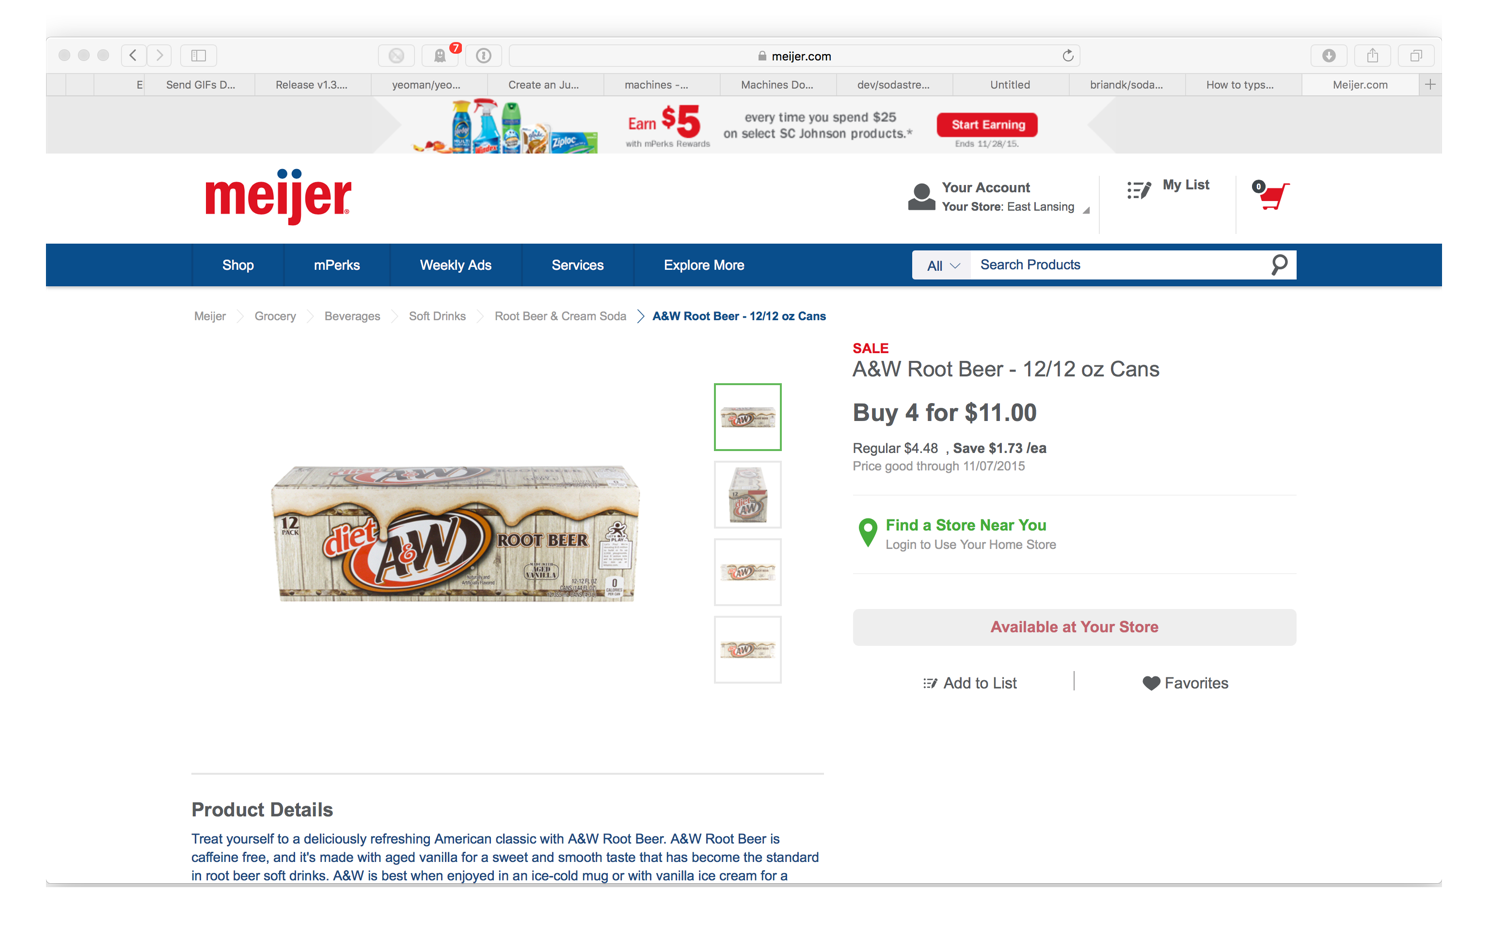 7
meijer.com
E
Send GIFs D...
Release v1.3....
yeoman/yeo...
Create an Ju...
machines -...
Machines Do...
dev/sodastre...
Untitled
briandk/soda...
How to typs...
Meijer.com
Ziploc
Earn $5
with mPerks Rewards
every time you spend $25
on select SC Johnson products.*
Start Earning
Ends 11/28/15.
meijer
Your Account
Your Store: East Lansing
My List
0
Shop
mPerks
Weekly Ads
Services
Explore More
All
Search Products
Meijer
Grocery
Beverages
Soft Drinks
Root Beer & Cream Soda
A&W Root Beer - 12/12 oz Cans
12
PACK
diet
A&W
ROOT BEER
AGED
VANILLA
0
SALE
A&W Root Beer - 12/12 oz Cans
Buy 4 for $11.00
Regular $4.48 , Save $1.73 /ea
Price good through 11/07/2015
Find a Store Near You
Login to Use Your Home Store
Available at Your Store
Add to List
Favorites
Product Details
Treat yourself to a deliciously refreshing American classic with A&W Root Beer. A&W Root Beer is
caffeine free, and it's made with aged vanilla for a sweet and smooth taste that has become the standard
in root beer soft drinks. A&W is best when enjoyed in an ice-cold mug or with vanilla ice cream for a